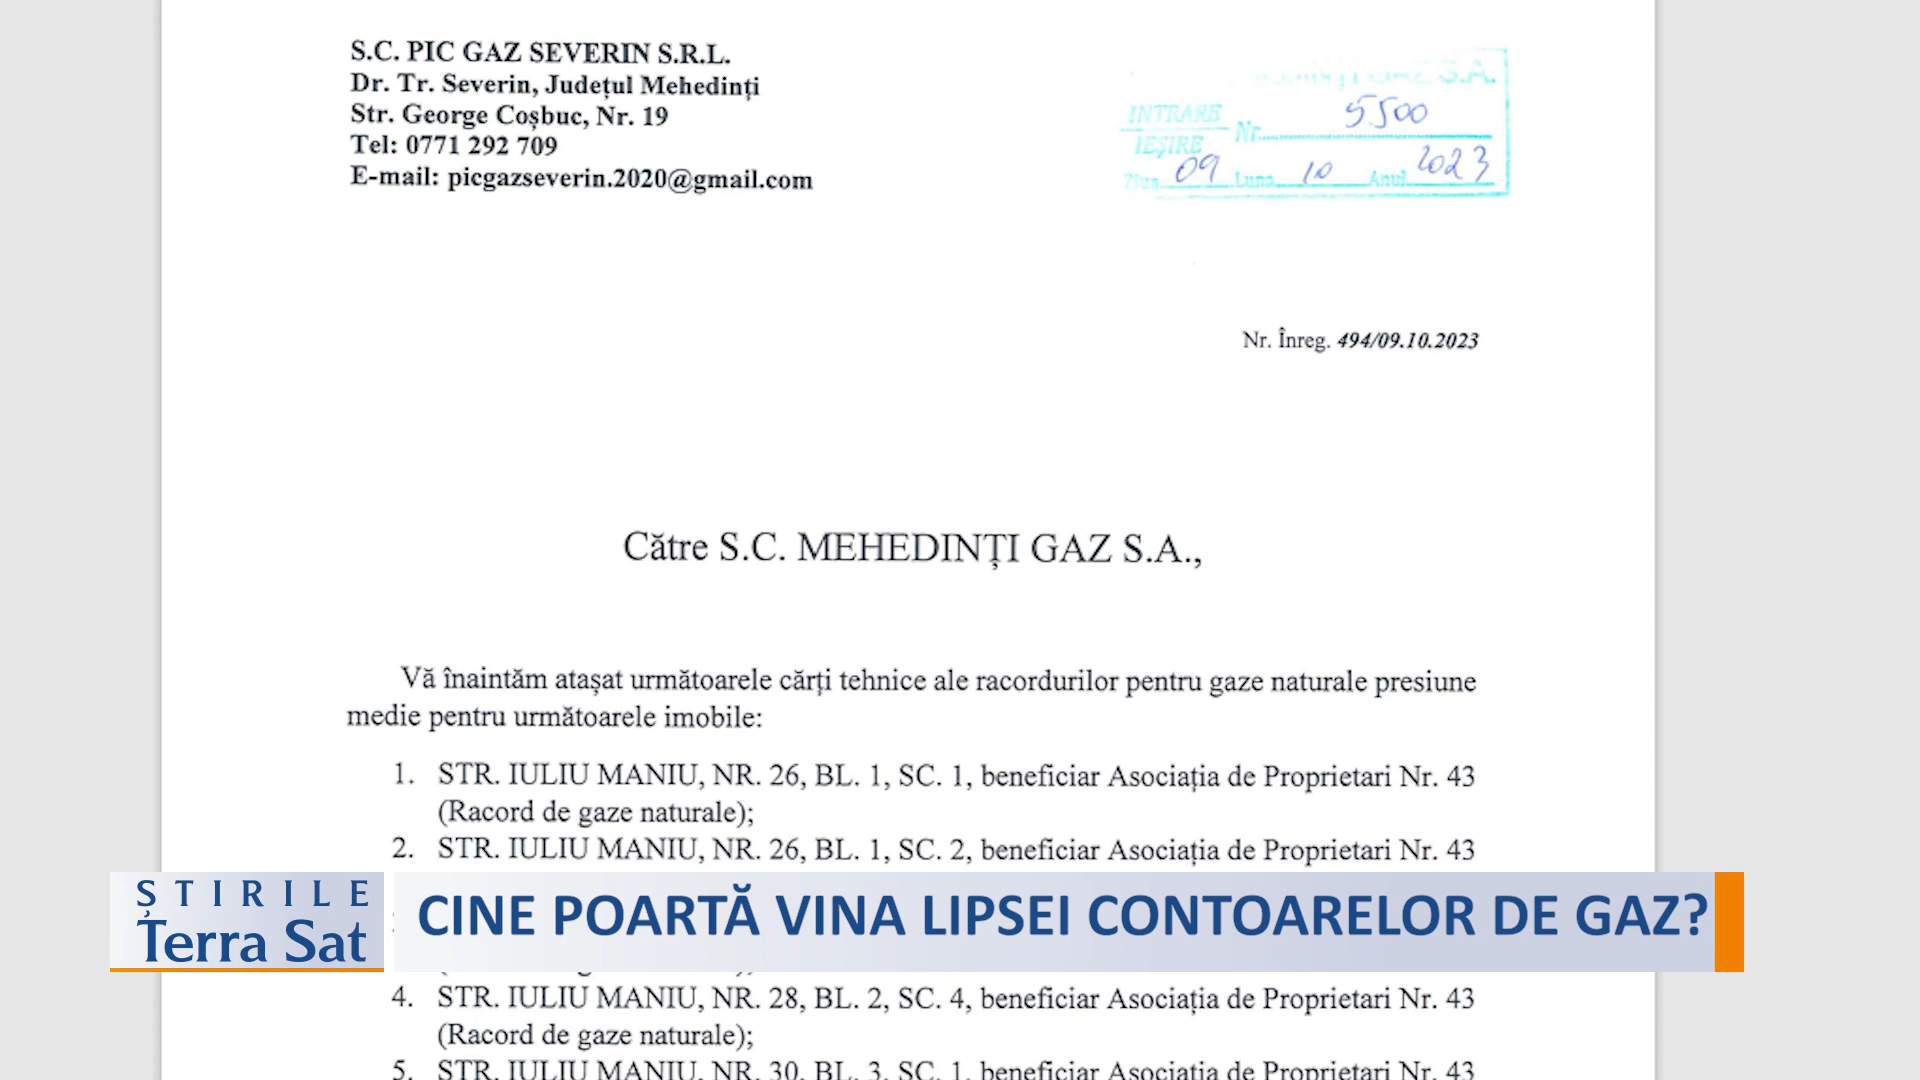 S.C. PIC GAZ SEVERIN S.R.L.
Dr. Tr. Severin, Județul Mehedinți
Str. George Coșbuc, Nr. 19
Tel: 0771 292 709
E-mail: picgazseverin.2020@gmail.com
GAZ S.A.
INTRARE
IEȘIRE
Nr. 5500
Ziua 09 Luna 10 Anul 2023
Nr. Înreg. 494/09.10.2023
Către S.C. MEHEDINȚI GAZ S.A.,
Vă înaintăm atașat următoarele cărți tehnice ale racordurilor pentru gaze naturale presiune
medie pentru următoarele imobile:
1. STR. IULIU MANIU, NR. 26, BL. 1, SC. 1, beneficiar Asociația de Proprietari Nr. 43
(Racord de gaze naturale);
2. STR. IULIU MANIU, NR. 26, BL. 1, SC. 2, beneficiar Asociația de Proprietari Nr. 43
ȘTIRILE
Terra Sat
CINE POARTĂ VINA LIPSEI CONTOARELOR DE GAZ?
4. STR. IULIU MANIU, NR. 28, BL. 2, SC. 4, beneficiar Asociația de Proprietari Nr. 43
(Racord de gaze naturale);
5. STR. IULIU MANIU, NR. 30, BL. 3, SC. 1, beneficiar Asociația de Proprietari Nr. 43